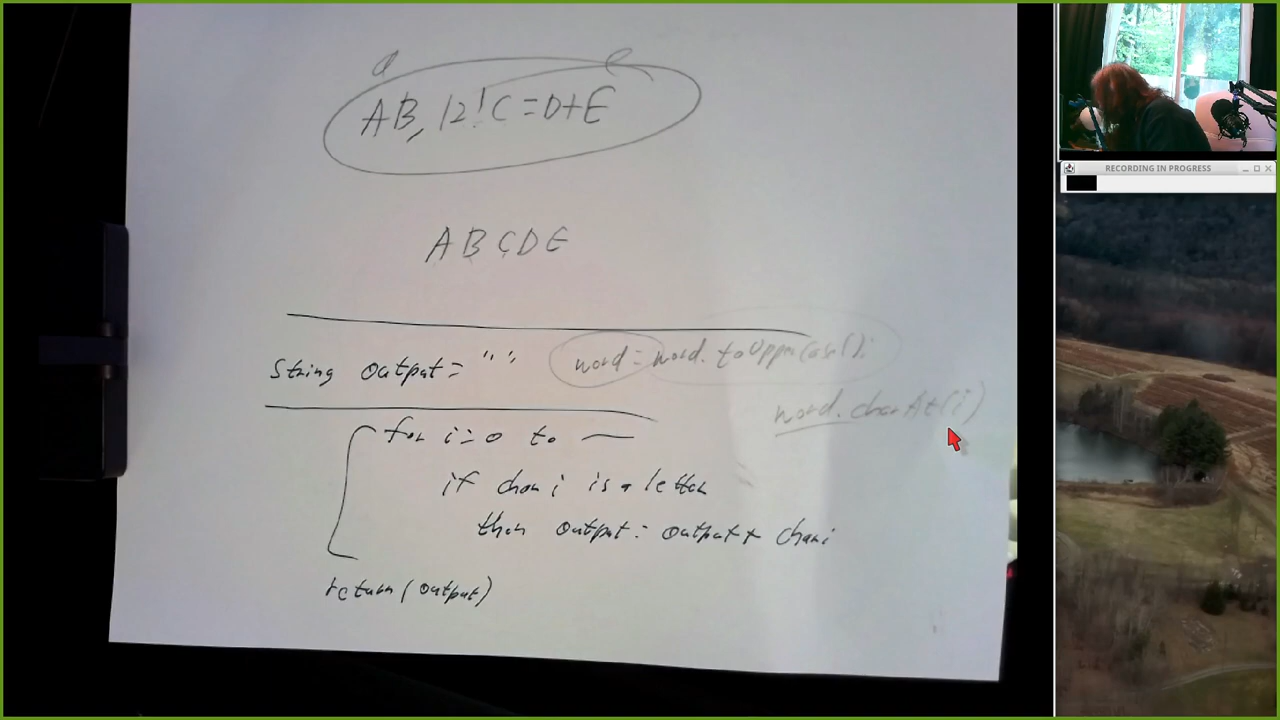 a e
AB, 12! C = D+E
A B C D E
String output = " "; word = word. toUpperCase();
word. charAt(i)
for i=0 to —
if char i is a letter
then output = output + char i
return (output)
RECORDING IN PROGRESS